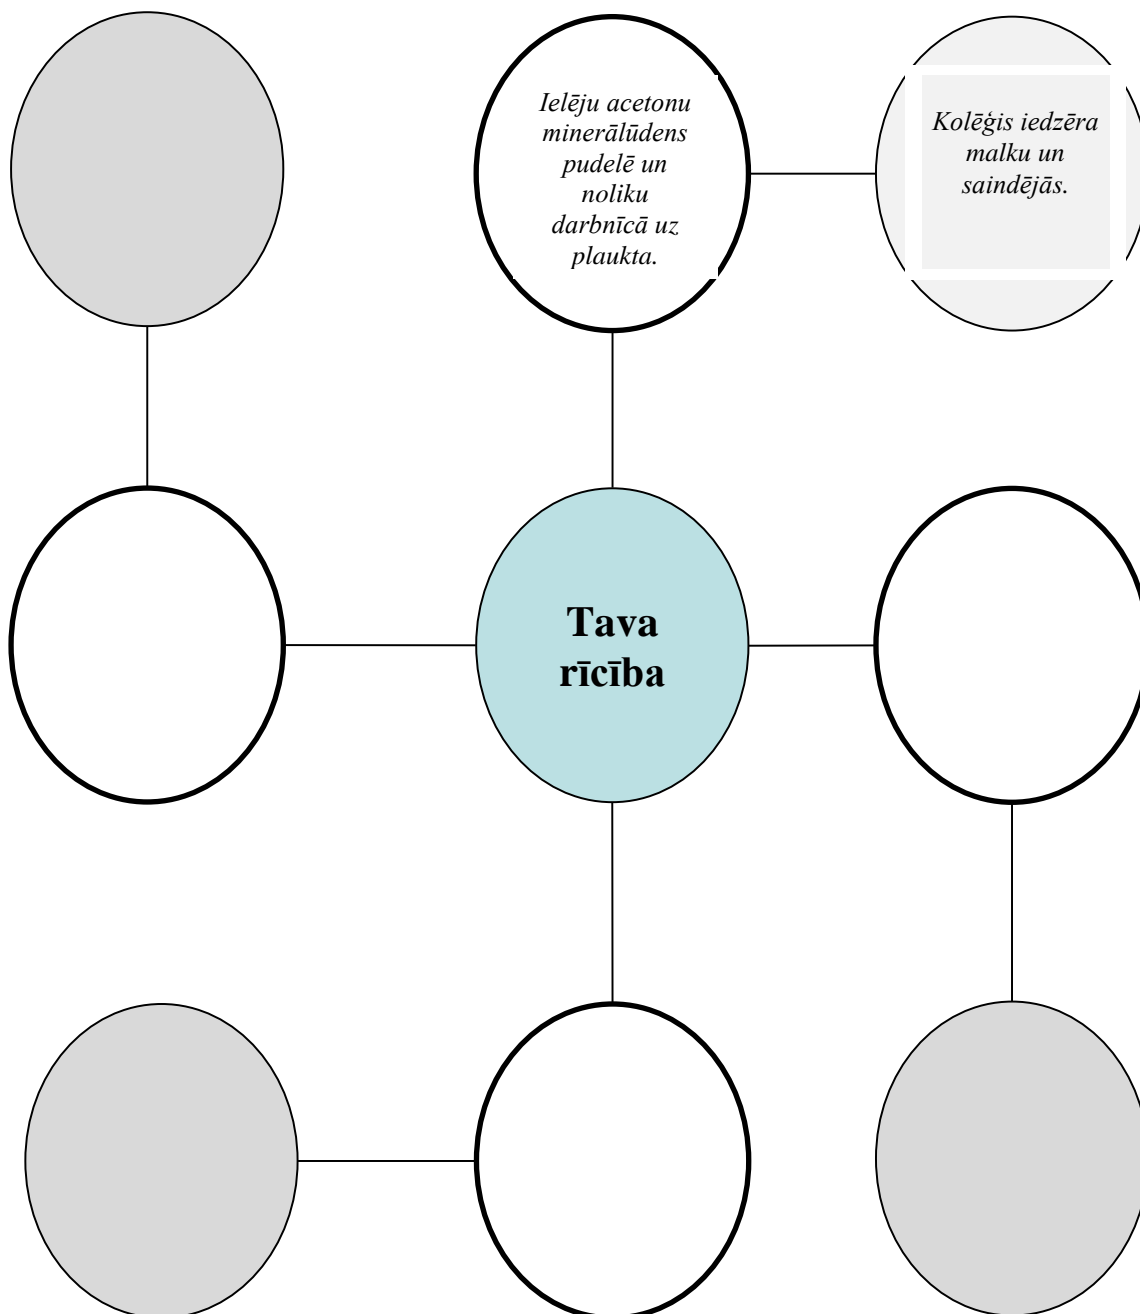 Ielēju acetonu
minerālūdens
pudelē un
noliku
darbnīcā uz
plaukta.
Kolēģis iedzēra
malku un
saindējās.
Tava
rīcība